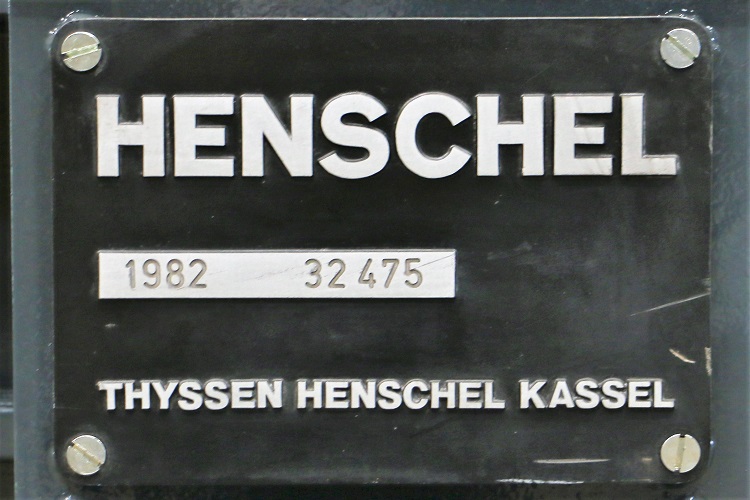 HENSCHEL
1982 32 475
THYSSEN HENSCHEL KASSEL